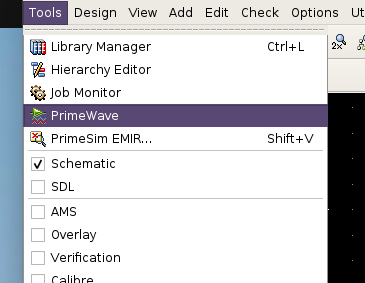 Tools Design View Add Edit Check Options Ut
Library Manager Ctrl+L
2x
Hierarchy Editor
Job Monitor
PrimeWave
PrimeSim EMIR... Shift+V
Schematic
SDL
AMS
Overlay
Verification
Calibre